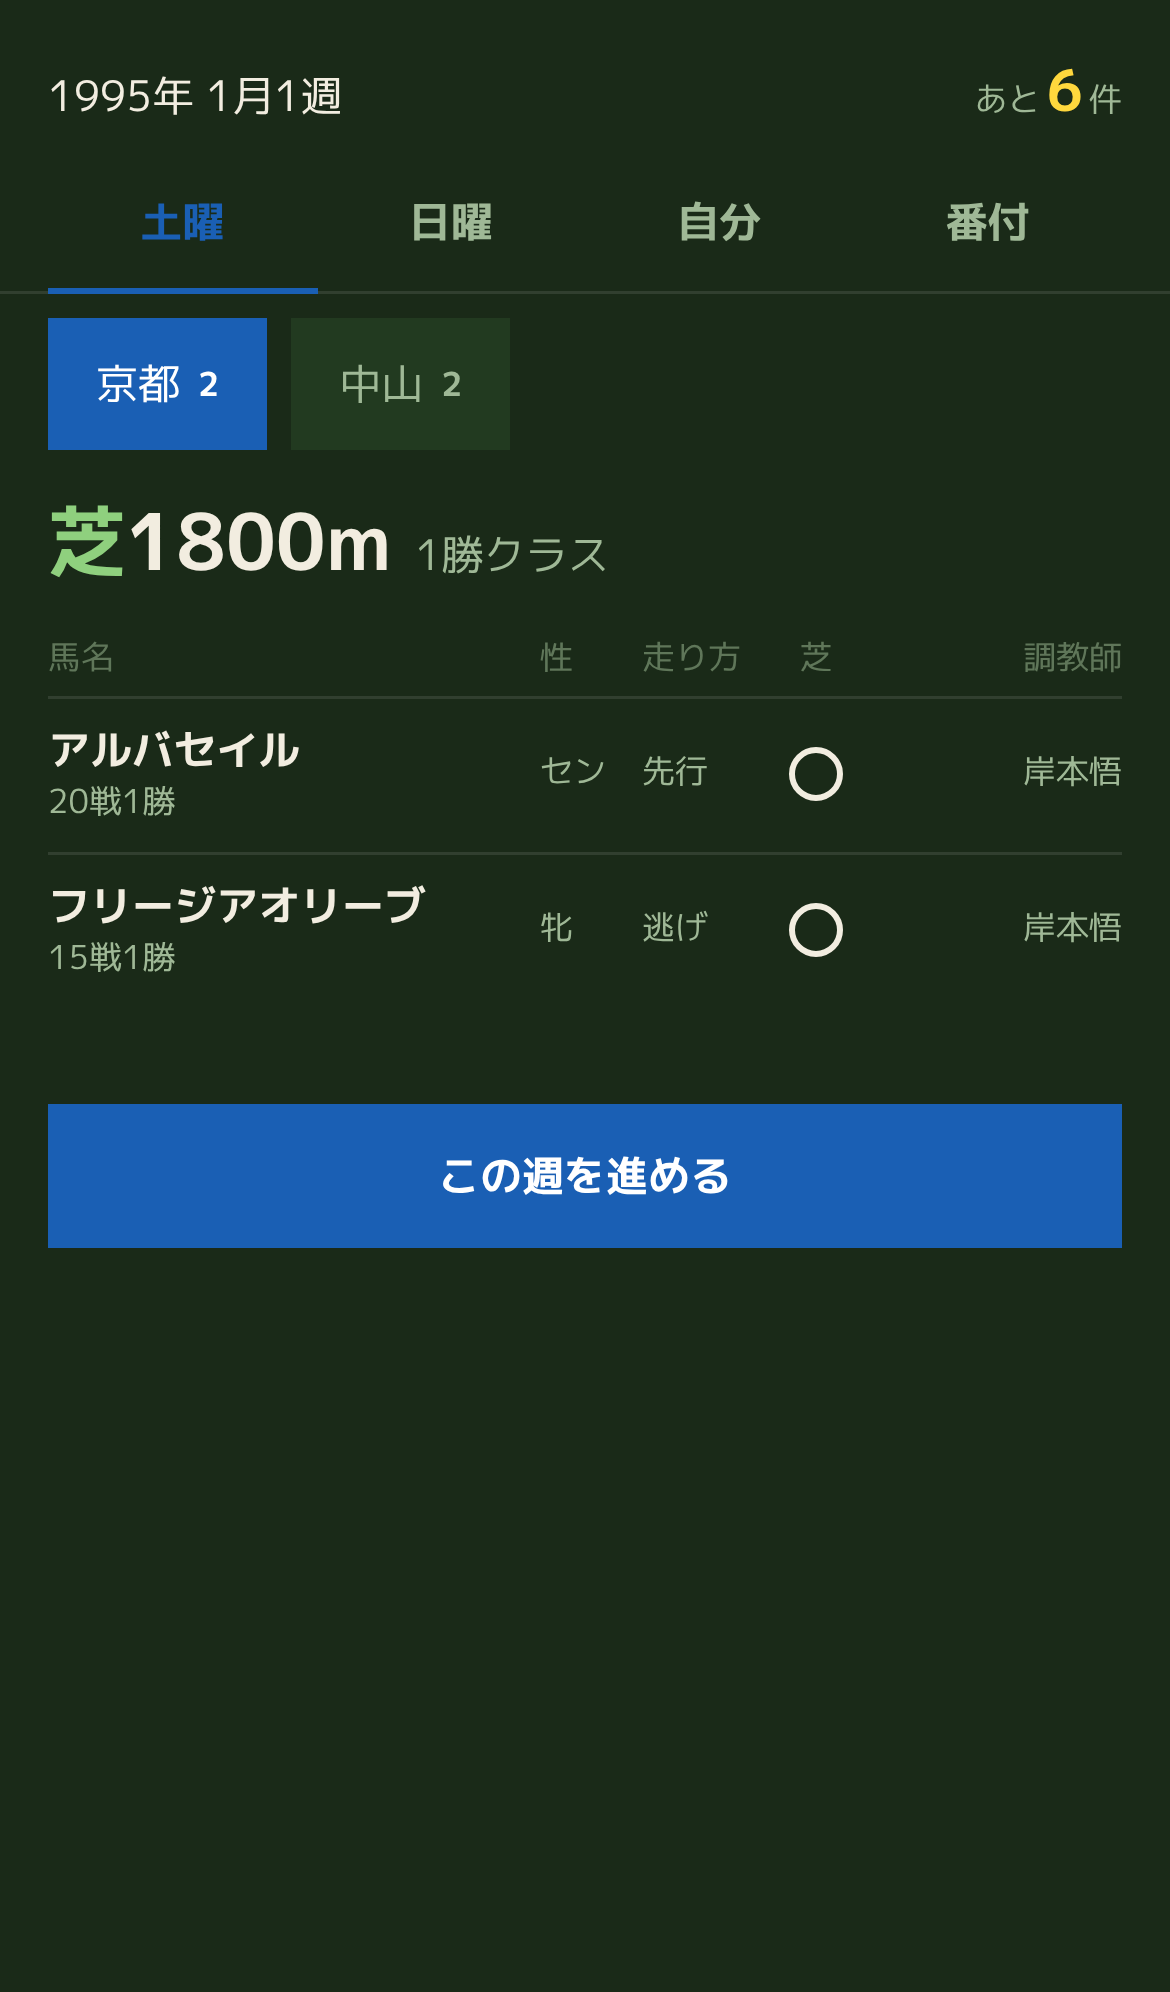 1995年 1月1週
あと6件
土曜 日曜 自分 番付
京都 2 中山 2
芝1800m 1勝クラス
馬名 性 走り方 芝 調教師
アルバセイル
20戦1勝
セン 先行 ○ 岸本悟
フリージアオリーブ
15戦1勝
牝 逃げ ○ 岸本悟
この週を進める